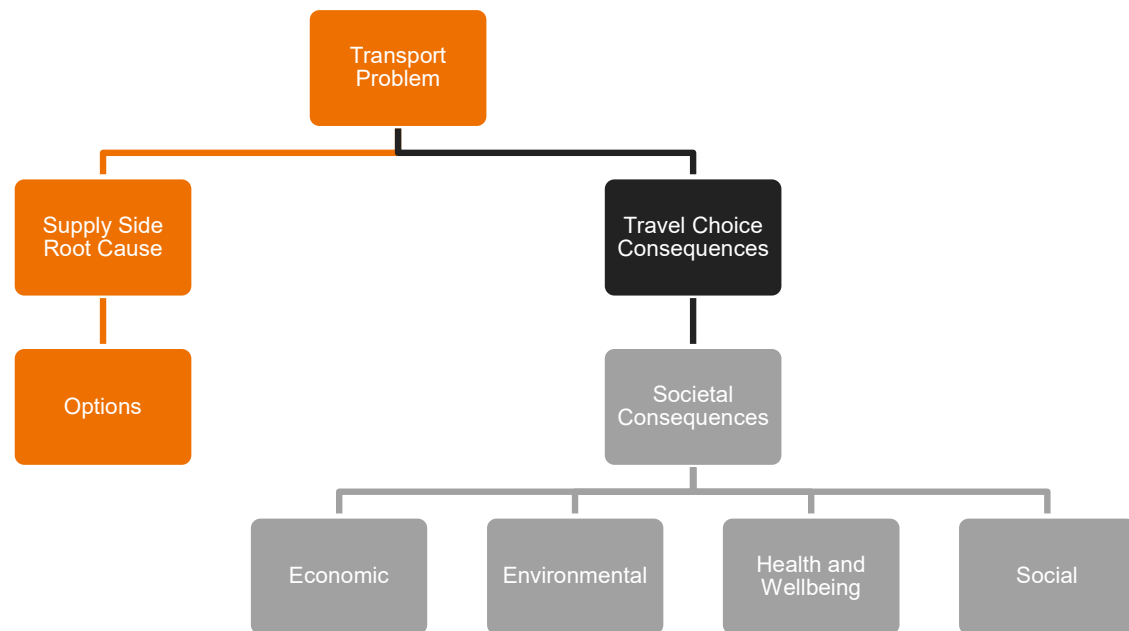 Transport
Problem
Supply Side
Root Cause
Travel Choice
Consequences
Options
Societal
Consequences
Economic
Environmental
Health and
Wellbeing
Social